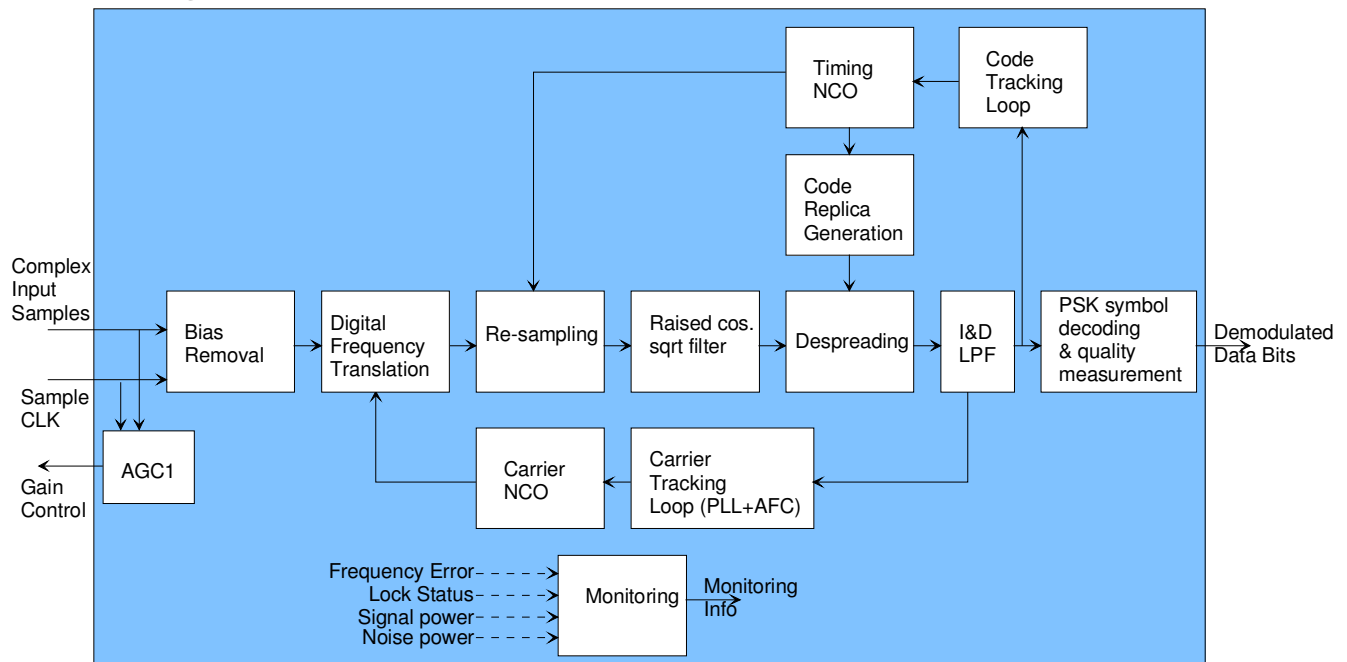 Timing
NCO
Code
Tracking
Loop
Code
Replica
Generation
Complex
Input
Samples
Bias
Removal
Digital
Frequency
Translation
Re-sampling
Raised cos.
sqrt filter
Despreading
I&D
LPF
PSK symbol
decoding
& quality
measurement
Demodulated
Data Bits
Sample
CLK
AGC1
Gain
Control
Carrier
NCO
Carrier
Tracking
Loop (PLL+AFC)
Frequency Error
Lock Status
Signal power
Noise power
Monitoring
Monitoring
Info